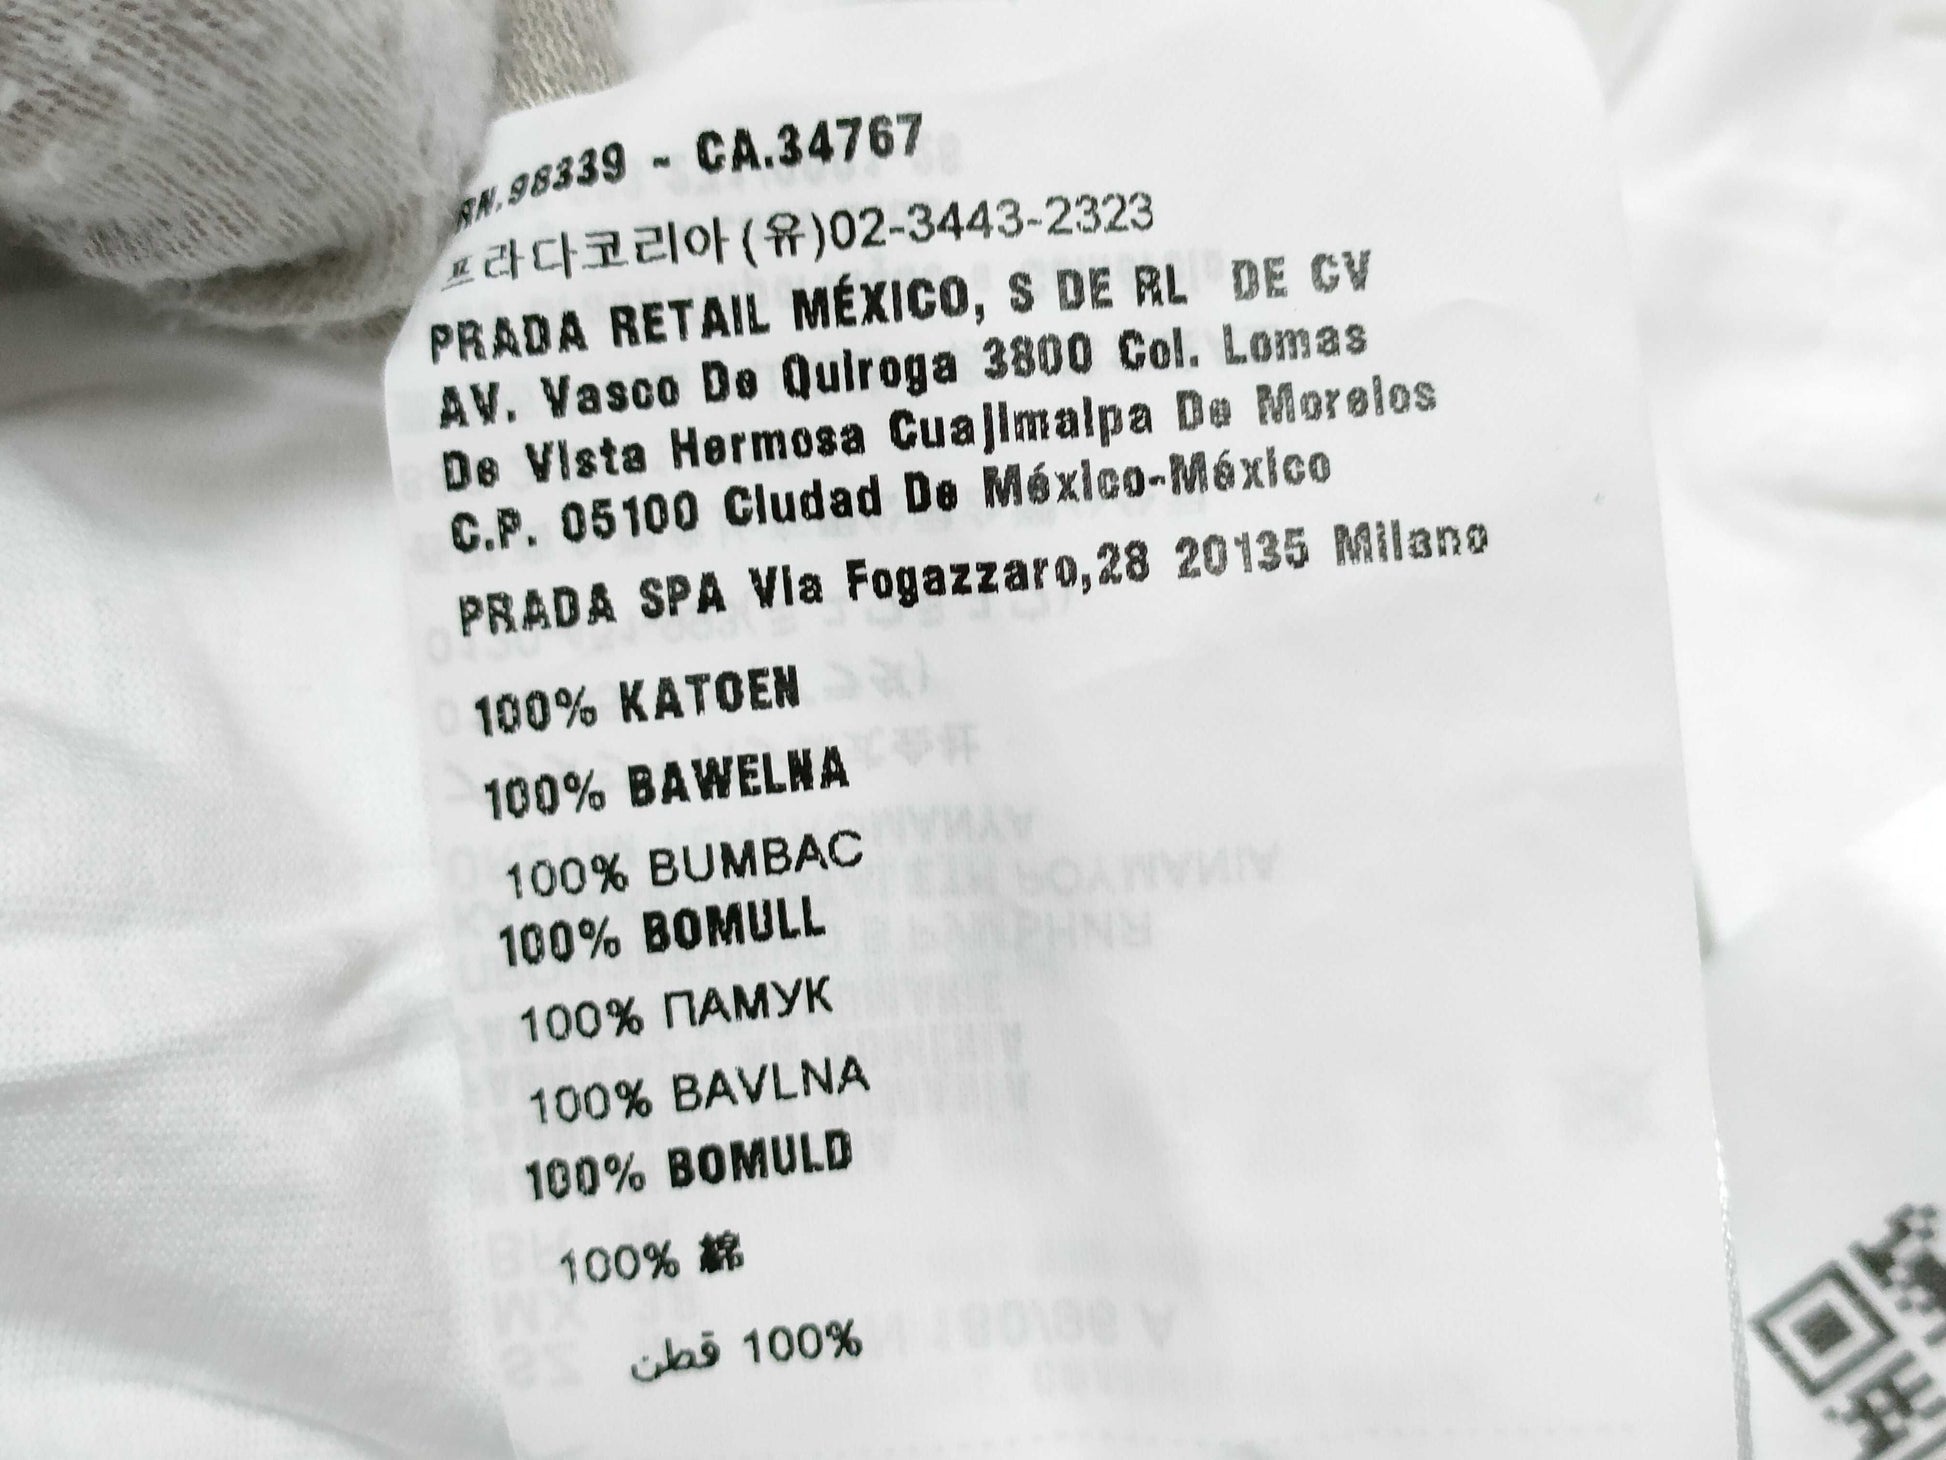 RN.98339 - CA.34767
프라다코리아(유)02-3443-2323
PRADA RETAIL MÉXICO, S DE RL DE CV
AV. Vasco De Quiroga 3800 Col. Lomas
De Vista Hermosa Cuajimalpa De Morelos
C.P. 05100 Ciudad De México-México
PRADA SPA Via Fogazzaro,28 20135 Milano
100% KATOEN
100% BAWELNA
100% BUMBAC
100% BOMULL
100% ПАМУК
100% BAVLNA
100% BOMULD
100% 綿
100% قطن